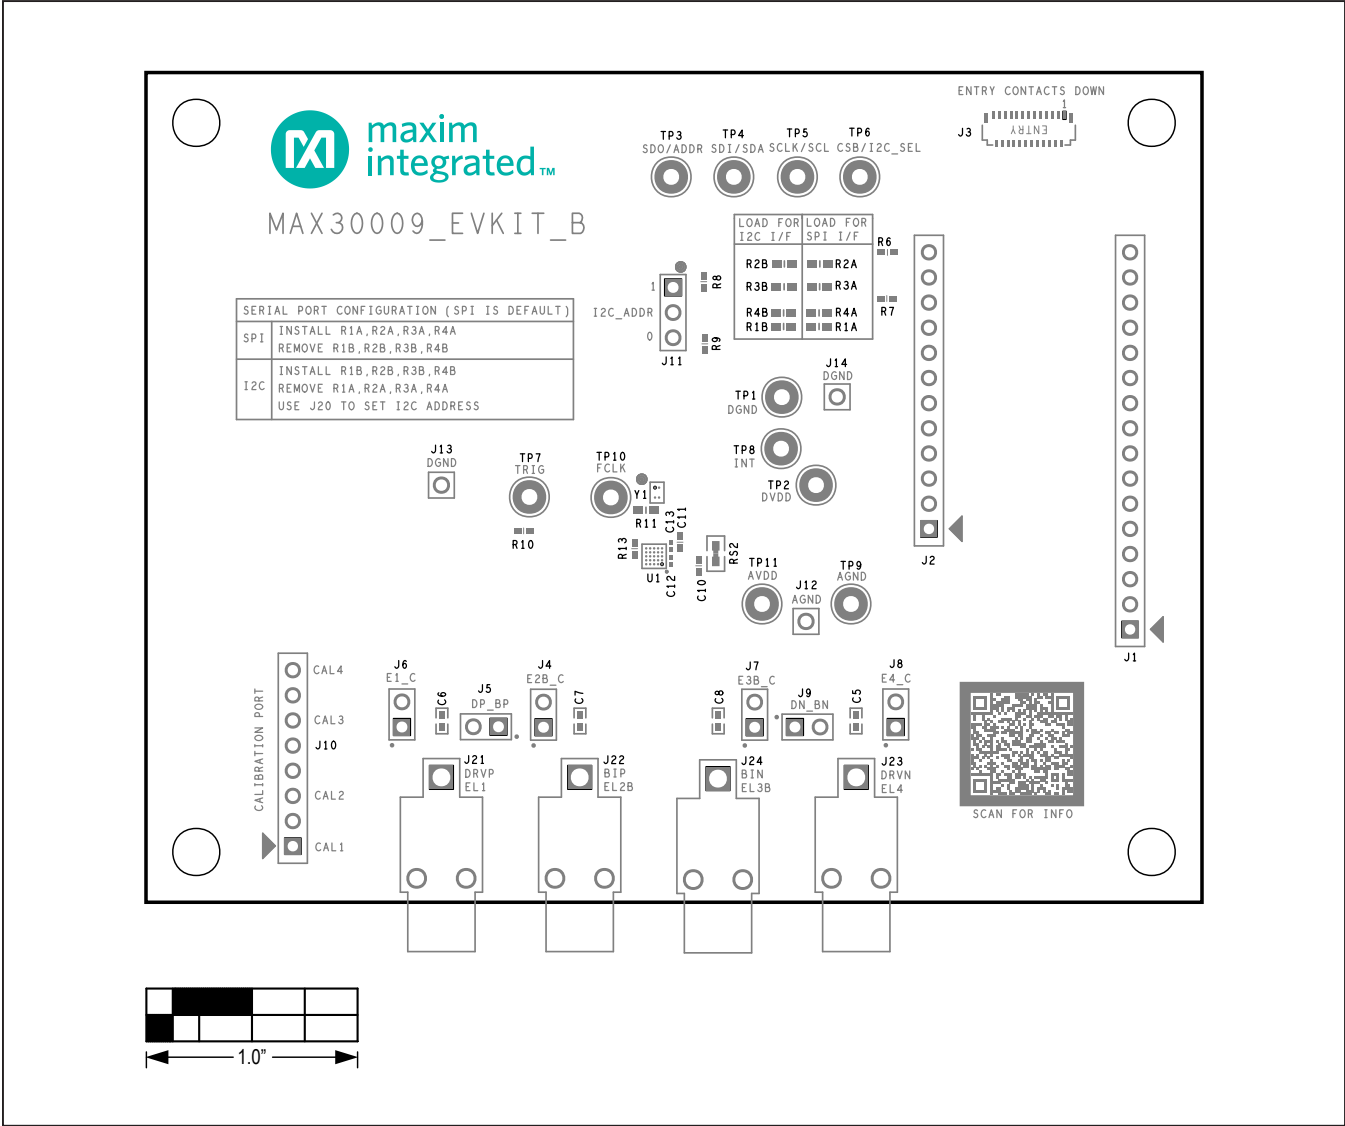 ENTRY CONTACTS DOWN
1
J3
ENTRY
maxim
integrated™
TP3
SDO/ADDR
TP4
SDI/SDA
TP5
SCLK/SCL
TP6
CSB/I2C_SEL
MAX30009_EVKIT_B
LOAD FOR
I2C I/F
LOAD FOR
SPI I/F
R6
R2B
R2A
R3B
R3A
R4B
R4A
R1B
R1A
R7
R8
1
I2C_ADDR
0
R9
J11
SERIAL PORT CONFIGURATION (SPI IS DEFAULT)
SPI
INSTALL R1A,R2A,R3A,R4A
REMOVE R1B,R2B,R3B,R4B
I2C
INSTALL R1B,R2B,R3B,R4B
REMOVE R1A,R2A,R3A,R4A
USE J20 TO SET I2C ADDRESS
J14
DGND
TP1
DGND
J13
DGND
TP7
TRIG
TP10
FCLK
TP8
INT
TP2
DVDD
Y1
R11
C13
C11
R10
R13
U1
C12
C10
RS2
J2
TP11
AVDD
J12
AGND
TP9
AGND
J1
CALIBRATION PORT
CAL4
CAL3
J10
CAL2
CAL1
J6
E1_C
C6
J5
DP_BP
J4
E2B_C
C7
C8
J7
E3B_C
J9
DN_BN
C5
J8
E4_C
J21
DRVP
EL1
J22
BIP
EL2B
J24
BIN
EL3B
J23
DRVN
EL4
SCAN FOR INFO
1.0"